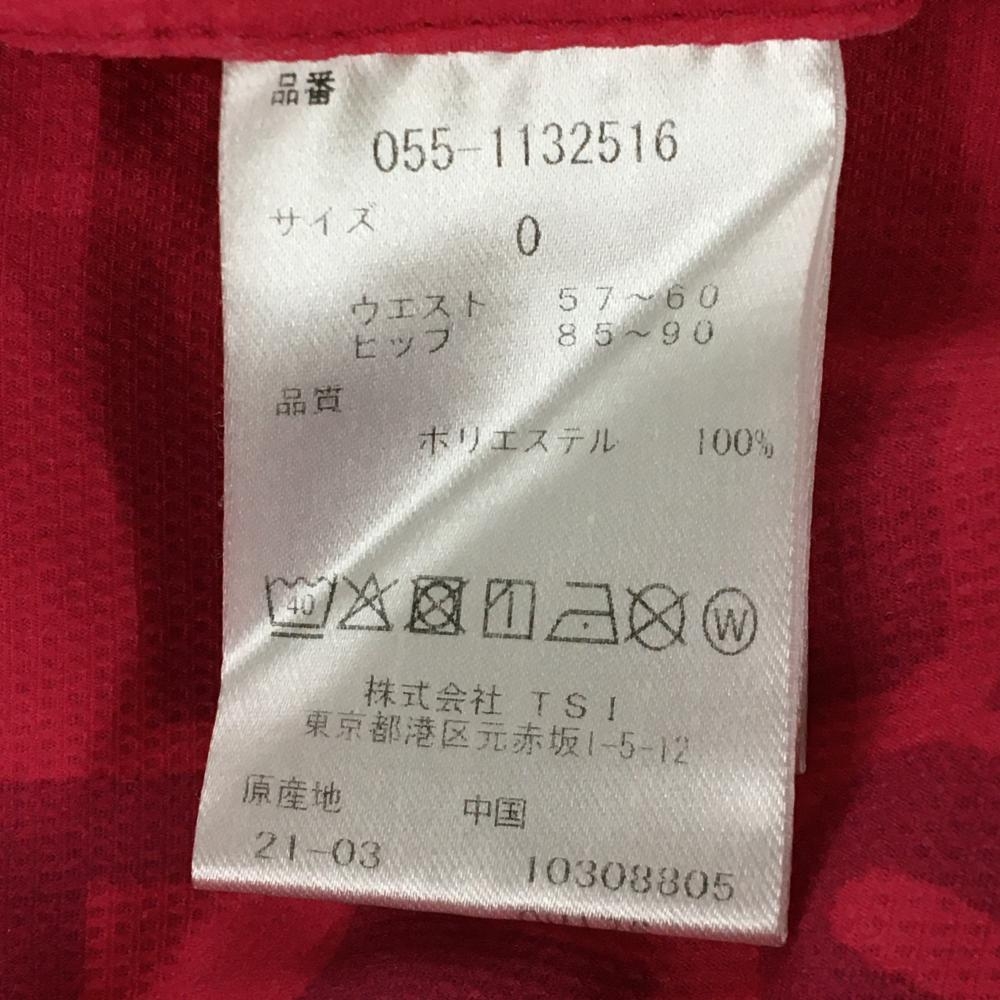 品番
055-1132516
サイズ 0
ウエスト 57~60
ヒップ 85~90
品質
ポリエステル 100%
40
W
株式会社 TSI
東京都港区元赤坂1-5-12
原産地 中国
21-03 10308805